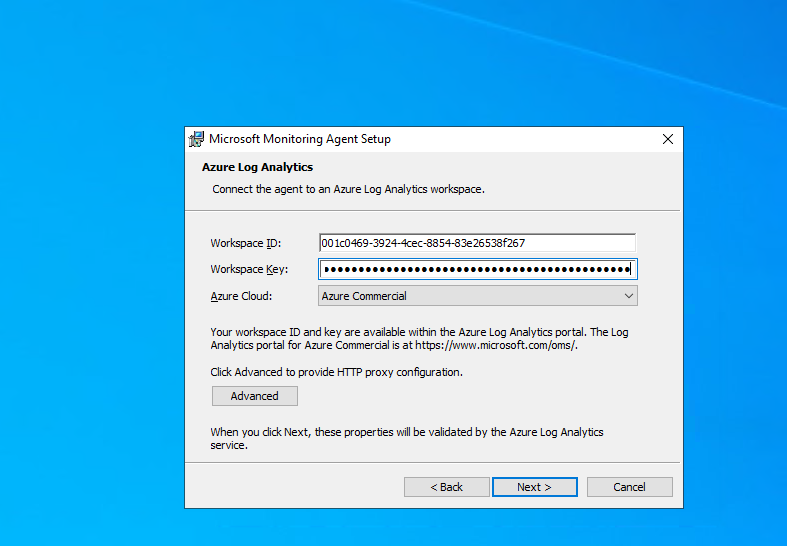 Microsoft Monitoring Agent Setup
Azure Log Analytics
Connect the agent to an Azure Log Analytics workspace.
Workspace ID: 001c0469-3924-4cec-8854-83e26538f267
Workspace Key: ●●●●●●●●●●●●●●●●●●●●●●●●●●●●●●●●●●●●●●●●●●●●
Azure Cloud: Azure Commercial
Your workspace ID and key are available within the Azure Log Analytics portal. The Log
Analytics portal for Azure Commercial is at https://www.microsoft.com/oms/.
Click Advanced to provide HTTP proxy configuration.
Advanced
When you click Next, these properties will be validated by the Azure Log Analytics
service.
< Back Next > Cancel